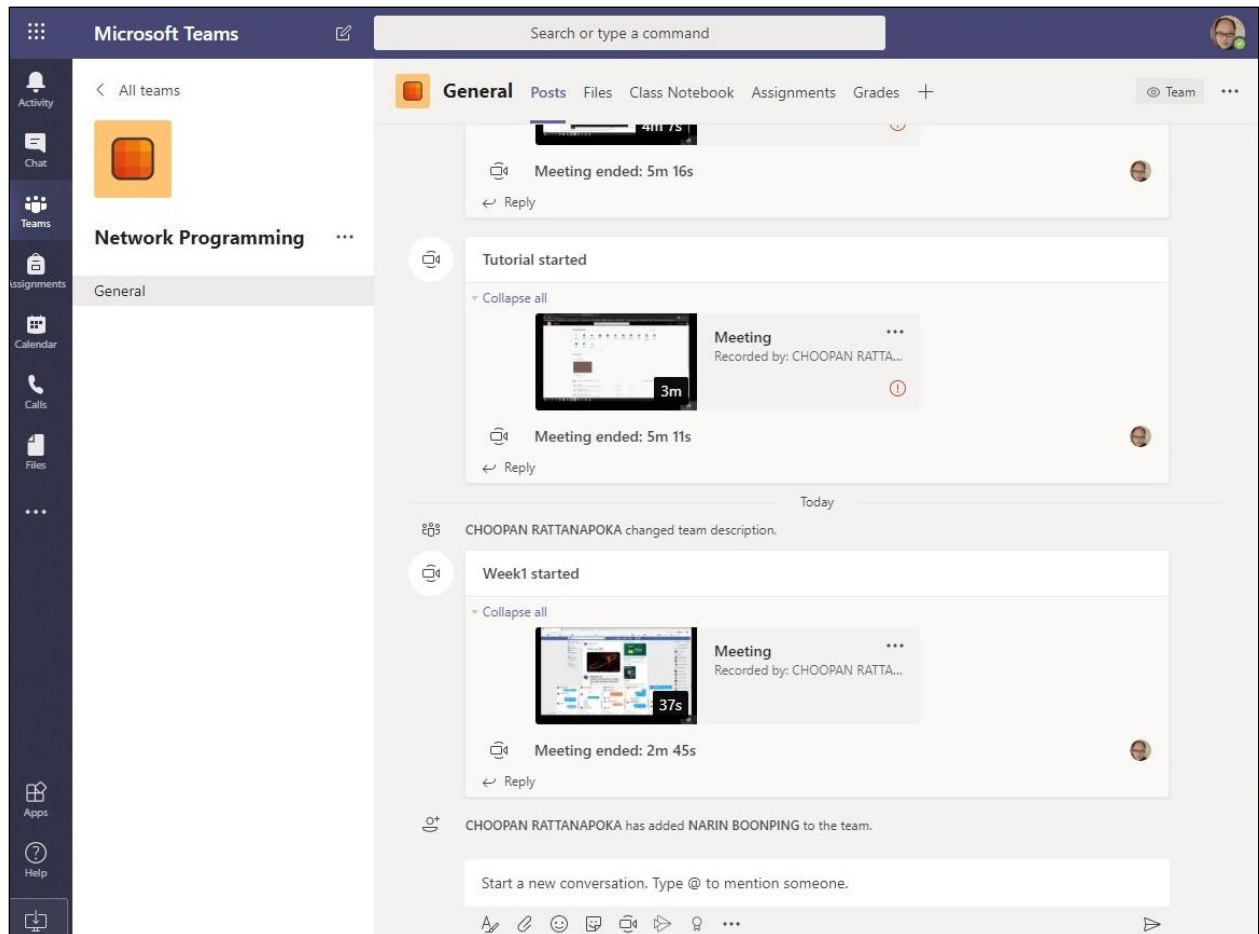 Microsoft Teams
Search or type a command
Activity
Chat
Teams
Assignments
Calendar
Calls
Files
Apps
Help
All teams
Network Programming
General
General Posts Files Class Notebook Assignments Grades
Team
4m 7s
Meeting ended: 5m 16s
Reply
Tutorial started
Collapse all
3m
Meeting
Recorded by: CHOOPAN RATTA...
Meeting ended: 5m 11s
Reply
Today
CHOOPAN RATTANAPOKA changed team description.
Week1 started
Collapse all
37s
Meeting
Recorded by: CHOOPAN RATTA...
Meeting ended: 2m 45s
Reply
CHOOPAN RATTANAPOKA has added NARIN BOONPING to the team.
Start a new conversation. Type @ to mention someone.